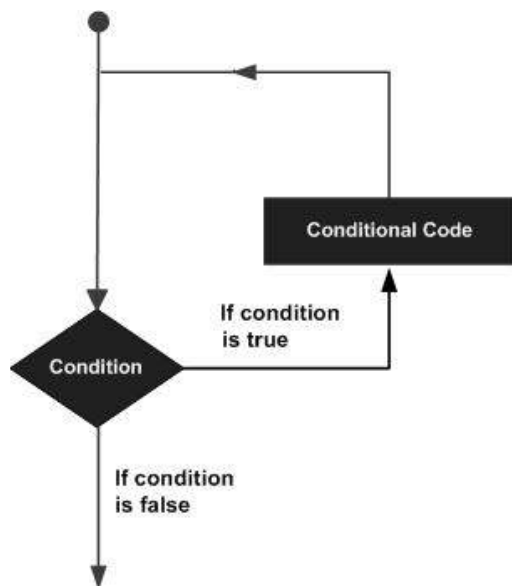 Conditional Code
If condition
is true
Condition
If condition
is false